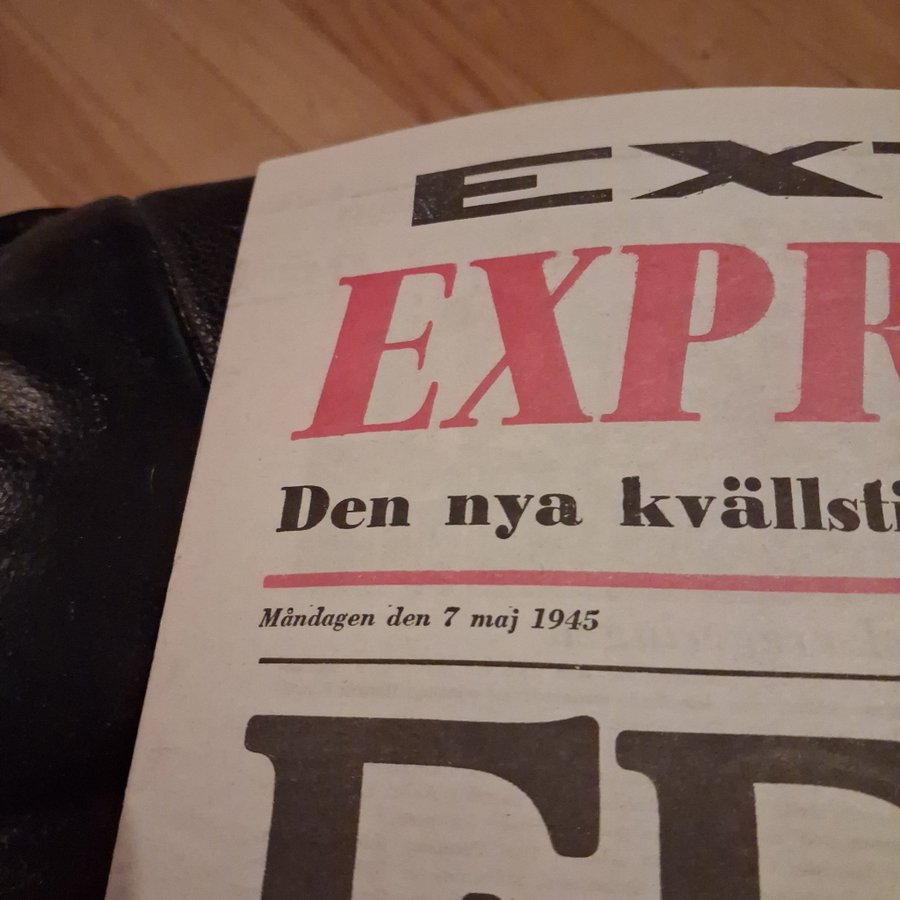 EX
EXPR
Den nya kvällsti
Måndagen den 7 maj 1945
FR